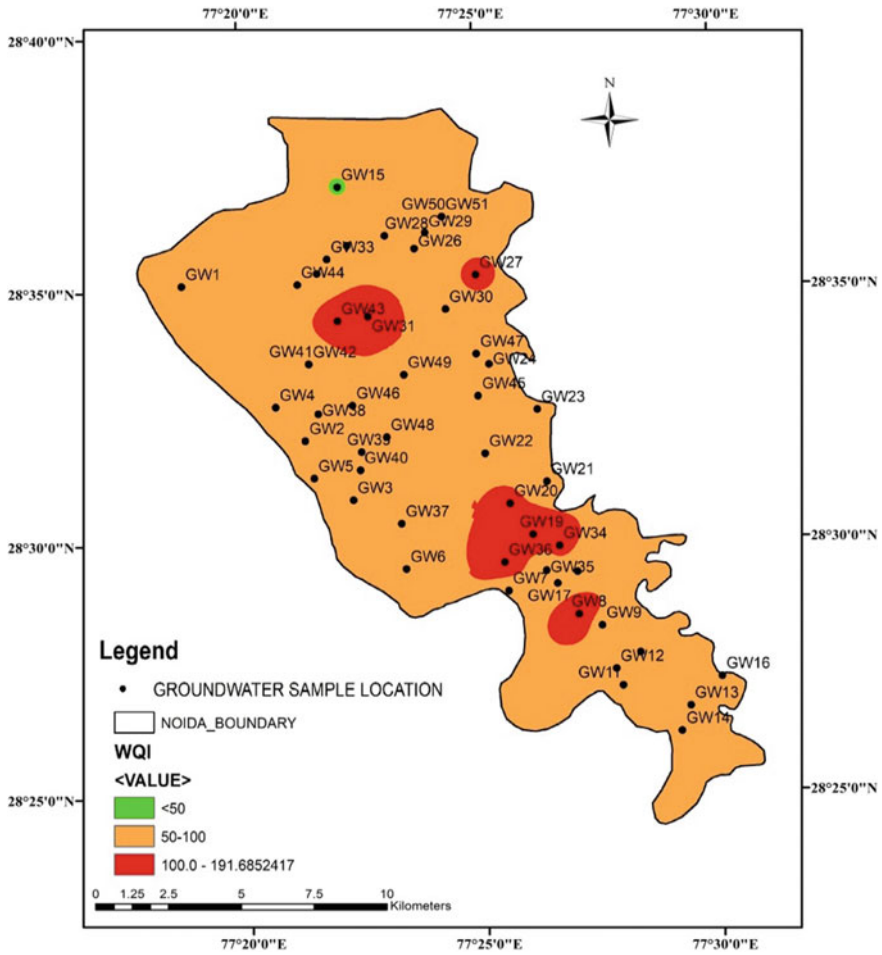 77°20'0"E 77°25'0"E 77°30'0"E
28°40'0"N
N
GW15
GW50GW51
GW28 GW29
GW33 GW26
GW27
GW1
28°35'0"N 28°35'0"N
GW44
GW30
GW43
GW31
GW47
GW41GW42
GW24
GW49
GW45
GW4 GW46
GW38
GW23
GW2 GW48
GW39
GW22
GW40
GW5
GW21
GW3
GW20
GW37
GW19
GW34
28°30'0"N 28°30'0"N
GW6 GW36
GW7 GW35
GW17
GW8
GW9
GW12
GW11 GW16
GW13
GW14
Legend
GROUNDWATER SAMPLE LOCATION
NOIDA_BOUNDARY
WQI
<VALUE>
28°25'0"N 28°25'0"N
<50
50-100
100.0 - 191.6852417
0 1.25 2.5 5 7.5 10
Kilometers
77°20'0"E 77°25'0"E 77°30'0"E